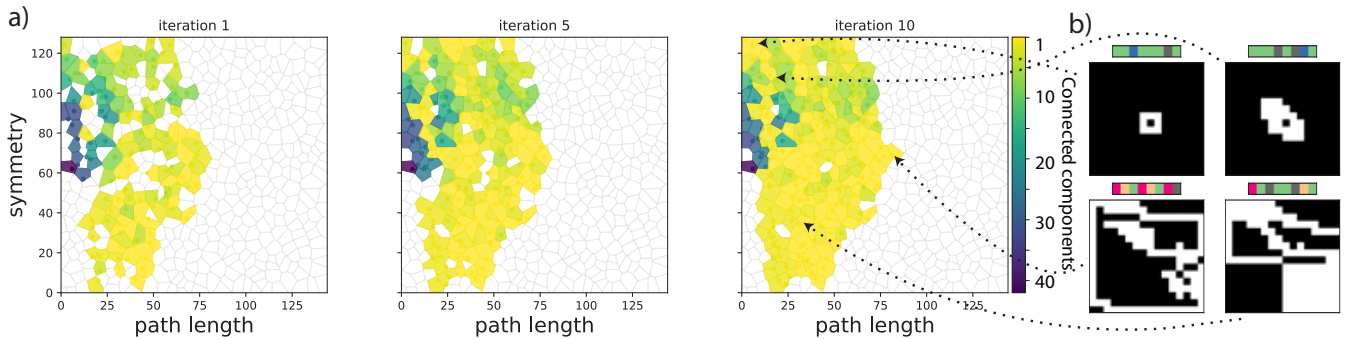 a)
iteration 1
iteration 5
iteration 10
b)
symmetry
120
100
80
60
40
20
0
0 25 50 75 100 125
path length
0 25 50 75 100 125
path length
0 25 50 75 100 125
path length
1
10
20
30
40
Connected components